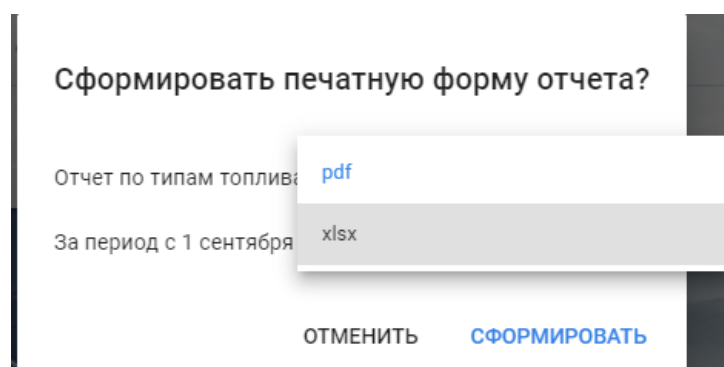 Сформировать печатную форму отчета?
Отчет по типам топлива
pdf
За период с 1 сентября
xlsx
ОТМЕНИТЬ
СФОРМИРОВАТЬ